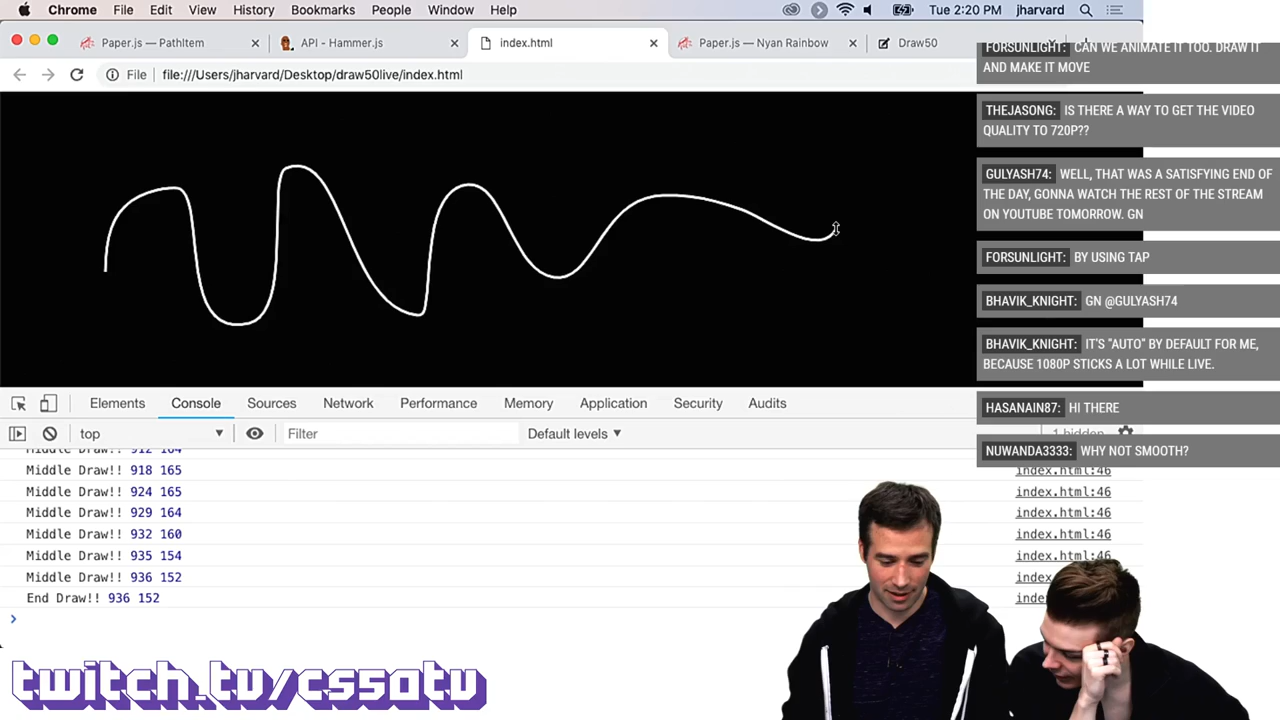 Chrome File Edit View History Bookmarks People Window Help Tue 2:20 PM jharvard
Paper.js — PathItem
API - Hammer.js
index.html
Paper.js — Nyan Rainbow
Draw50
File file:///Users/jharvard/Desktop/draw50live/index.html
FORSUNLIGHT: CAN WE ANIMATE IT TOO. DRAW IT
AND MAKE IT MOVE
THEJASONG: IS THERE A WAY TO GET THE VIDEO
QUALITY TO 720P??
GULYASH74: WELL, THAT WAS A SATISFYING END OF
THE DAY, GONNA WATCH THE REST OF THE STREAM
ON YOUTUBE TOMORROW. GN
FORSUNLIGHT: BY USING TAP
BHAVIK_KNIGHT: GN @GULYASH74
BHAVIK_KNIGHT: IT'S "AUTO" BY DEFAULT FOR ME,
BECAUSE 1080P STICKS A LOT WHILE LIVE.
HASANAIN87: HI THERE
NUWANDA3333: WHY NOT SMOOTH?
Elements Console Sources Network Performance Memory Application Security Audits
top Filter Default levels 1 hidden
Middle Draw!! 912 164
Middle Draw!! 918 165 index.html:46
Middle Draw!! 924 165 index.html:46
Middle Draw!! 929 164 index.html:46
Middle Draw!! 932 160 index.html:46
Middle Draw!! 935 154 index.html:46
Middle Draw!! 936 152
End Draw!! 936 152
twitch.tv/cs50tv